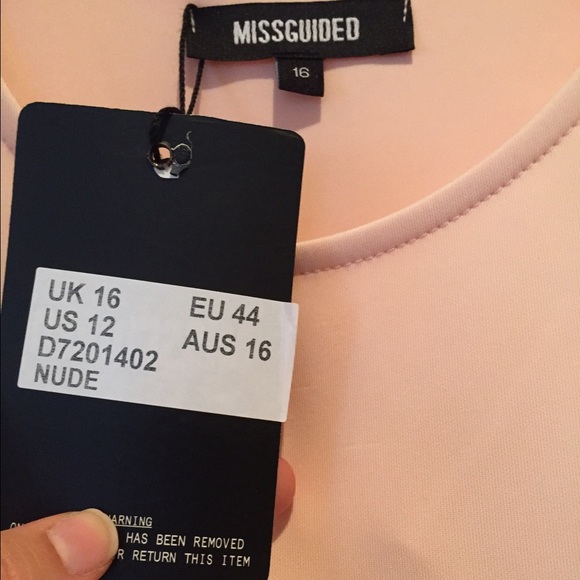 MISSGUIDED
16
UK 16 EU 44
US 12 AUS 16
D7201402
NUDE
WARNING
HAS BEEN REMOVED
RETURN THIS ITEM